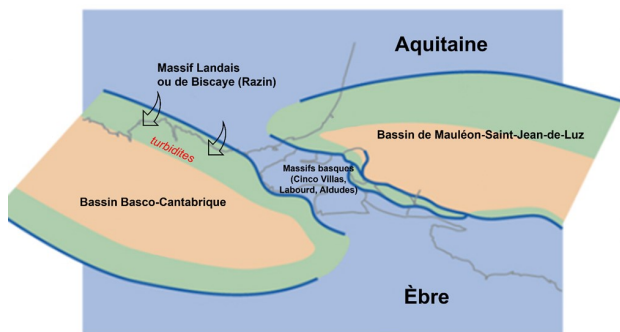 Aquitaine
Massif Landais
ou de Biscaye (Razin)
Bassin de Mauléon-Saint-Jean-de-Luz
turbidites
Massifs basques
(Cinco Villas,
Labourd, Aldudes)
Bassin Basco-Cantabrique
Èbre